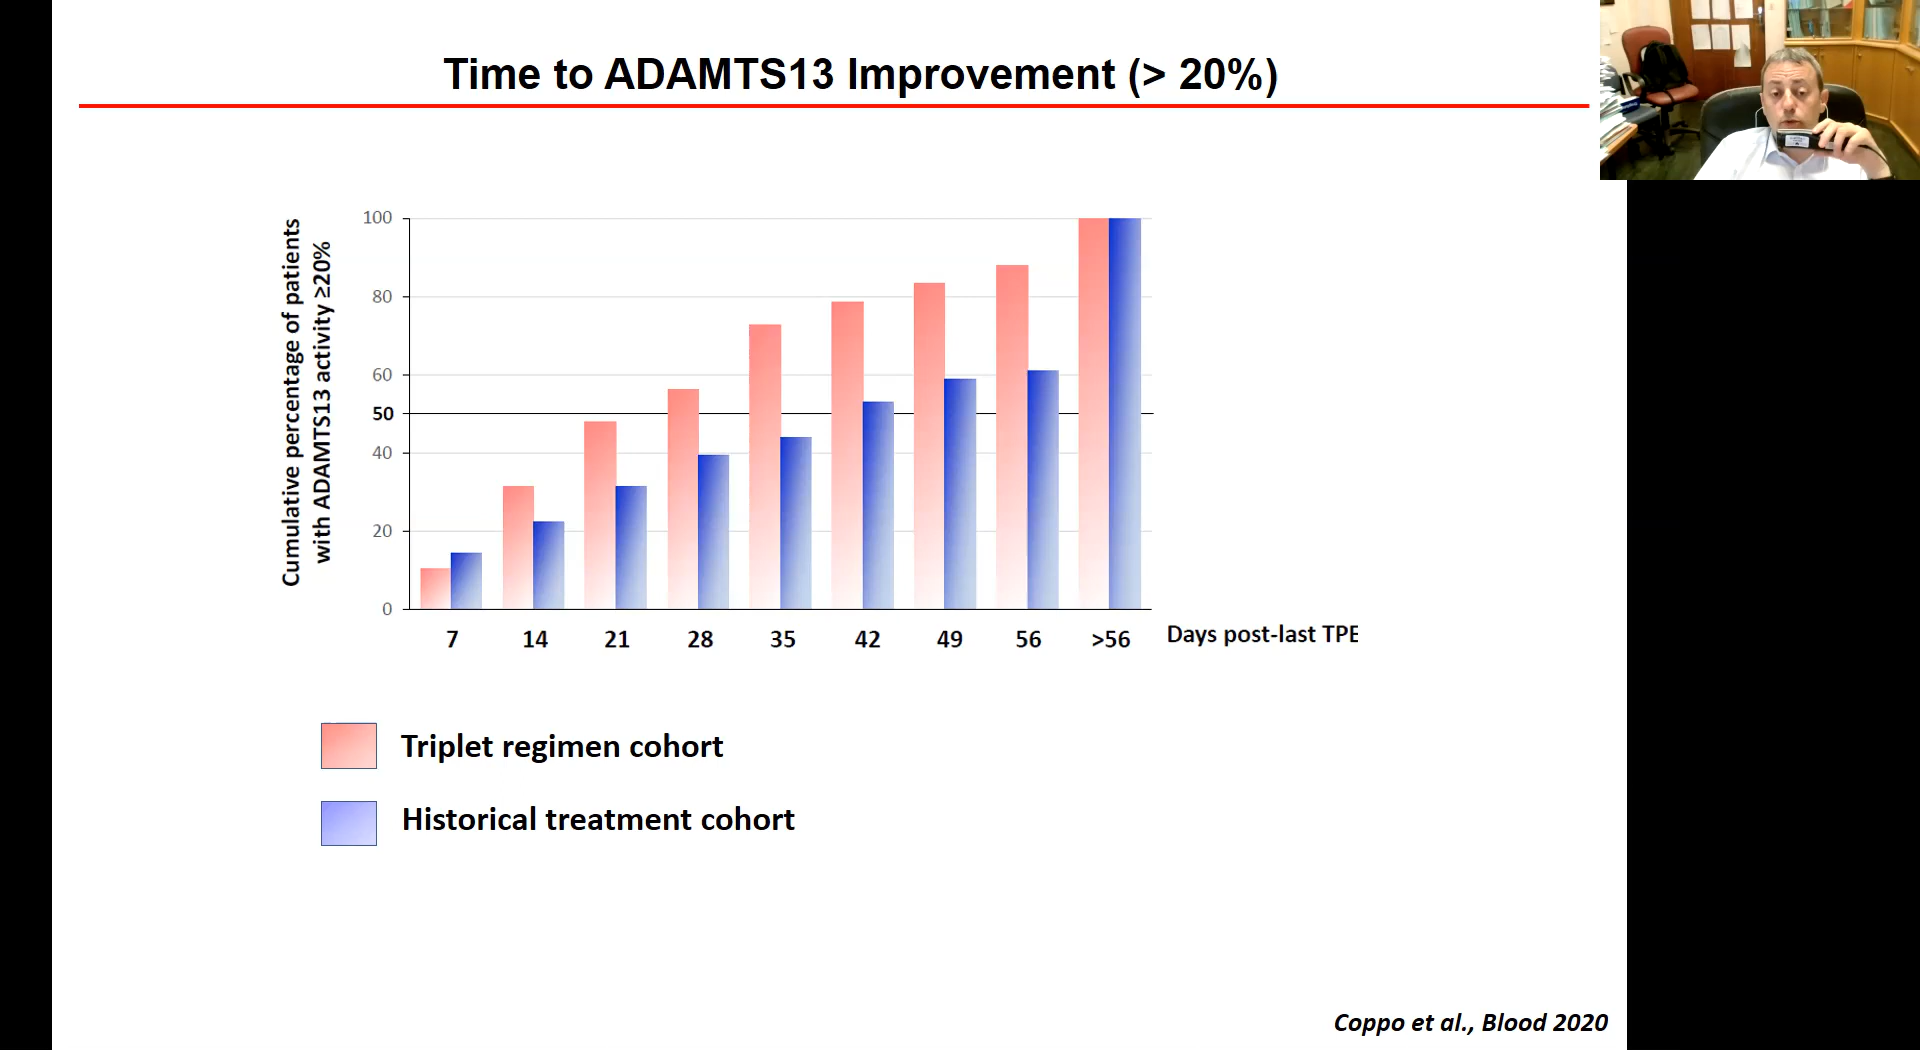 Time to ADAMTS13 Improvement (> 20%)
Cumulative percentage of patients
with ADAMTS13 activity ≥20%
100
80
60
50
40
20
0
7 14 21 28 35 42 49 56 >56 Days post-last TPE
Triplet regimen cohort
Historical treatment cohort
Coppo et al., Blood 2020